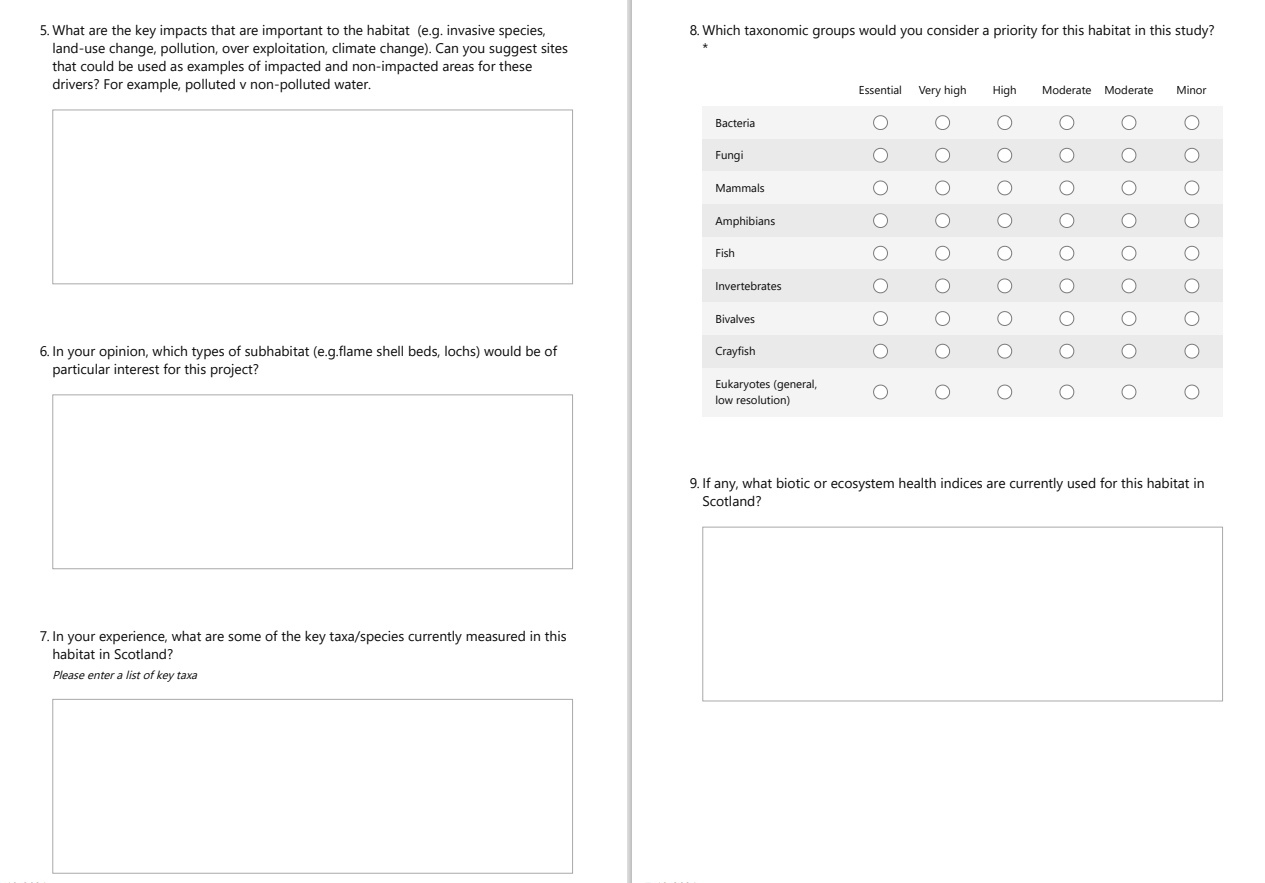 5. What are the key impacts that are important to the habitat  (e.g. invasive species,
land-use change, pollution, over exploitation, climate change). Can you suggest sites
that could be used as examples of impacted and non-impacted areas for these
drivers? For example, polluted v non-polluted water.
6. In your opinion, which types of subhabitat (e.g.flame shell beds, lochs) would be of
particular interest for this project?
7. In your experience, what are some of the key taxa/species currently measured in this
habitat in Scotland?
Please enter a list of key taxa
8. Which taxonomic groups would you consider a priority for this habitat in this study?
*
Essential Very high High Moderate Moderate Minor
Bacteria
Fungi
Mammals
Amphibians
Fish
Invertebrates
Bivalves
Crayfish
Eukaryotes (general,
low resolution)
9. If any, what biotic or ecosystem health indices are currently used for this habitat in
Scotland?